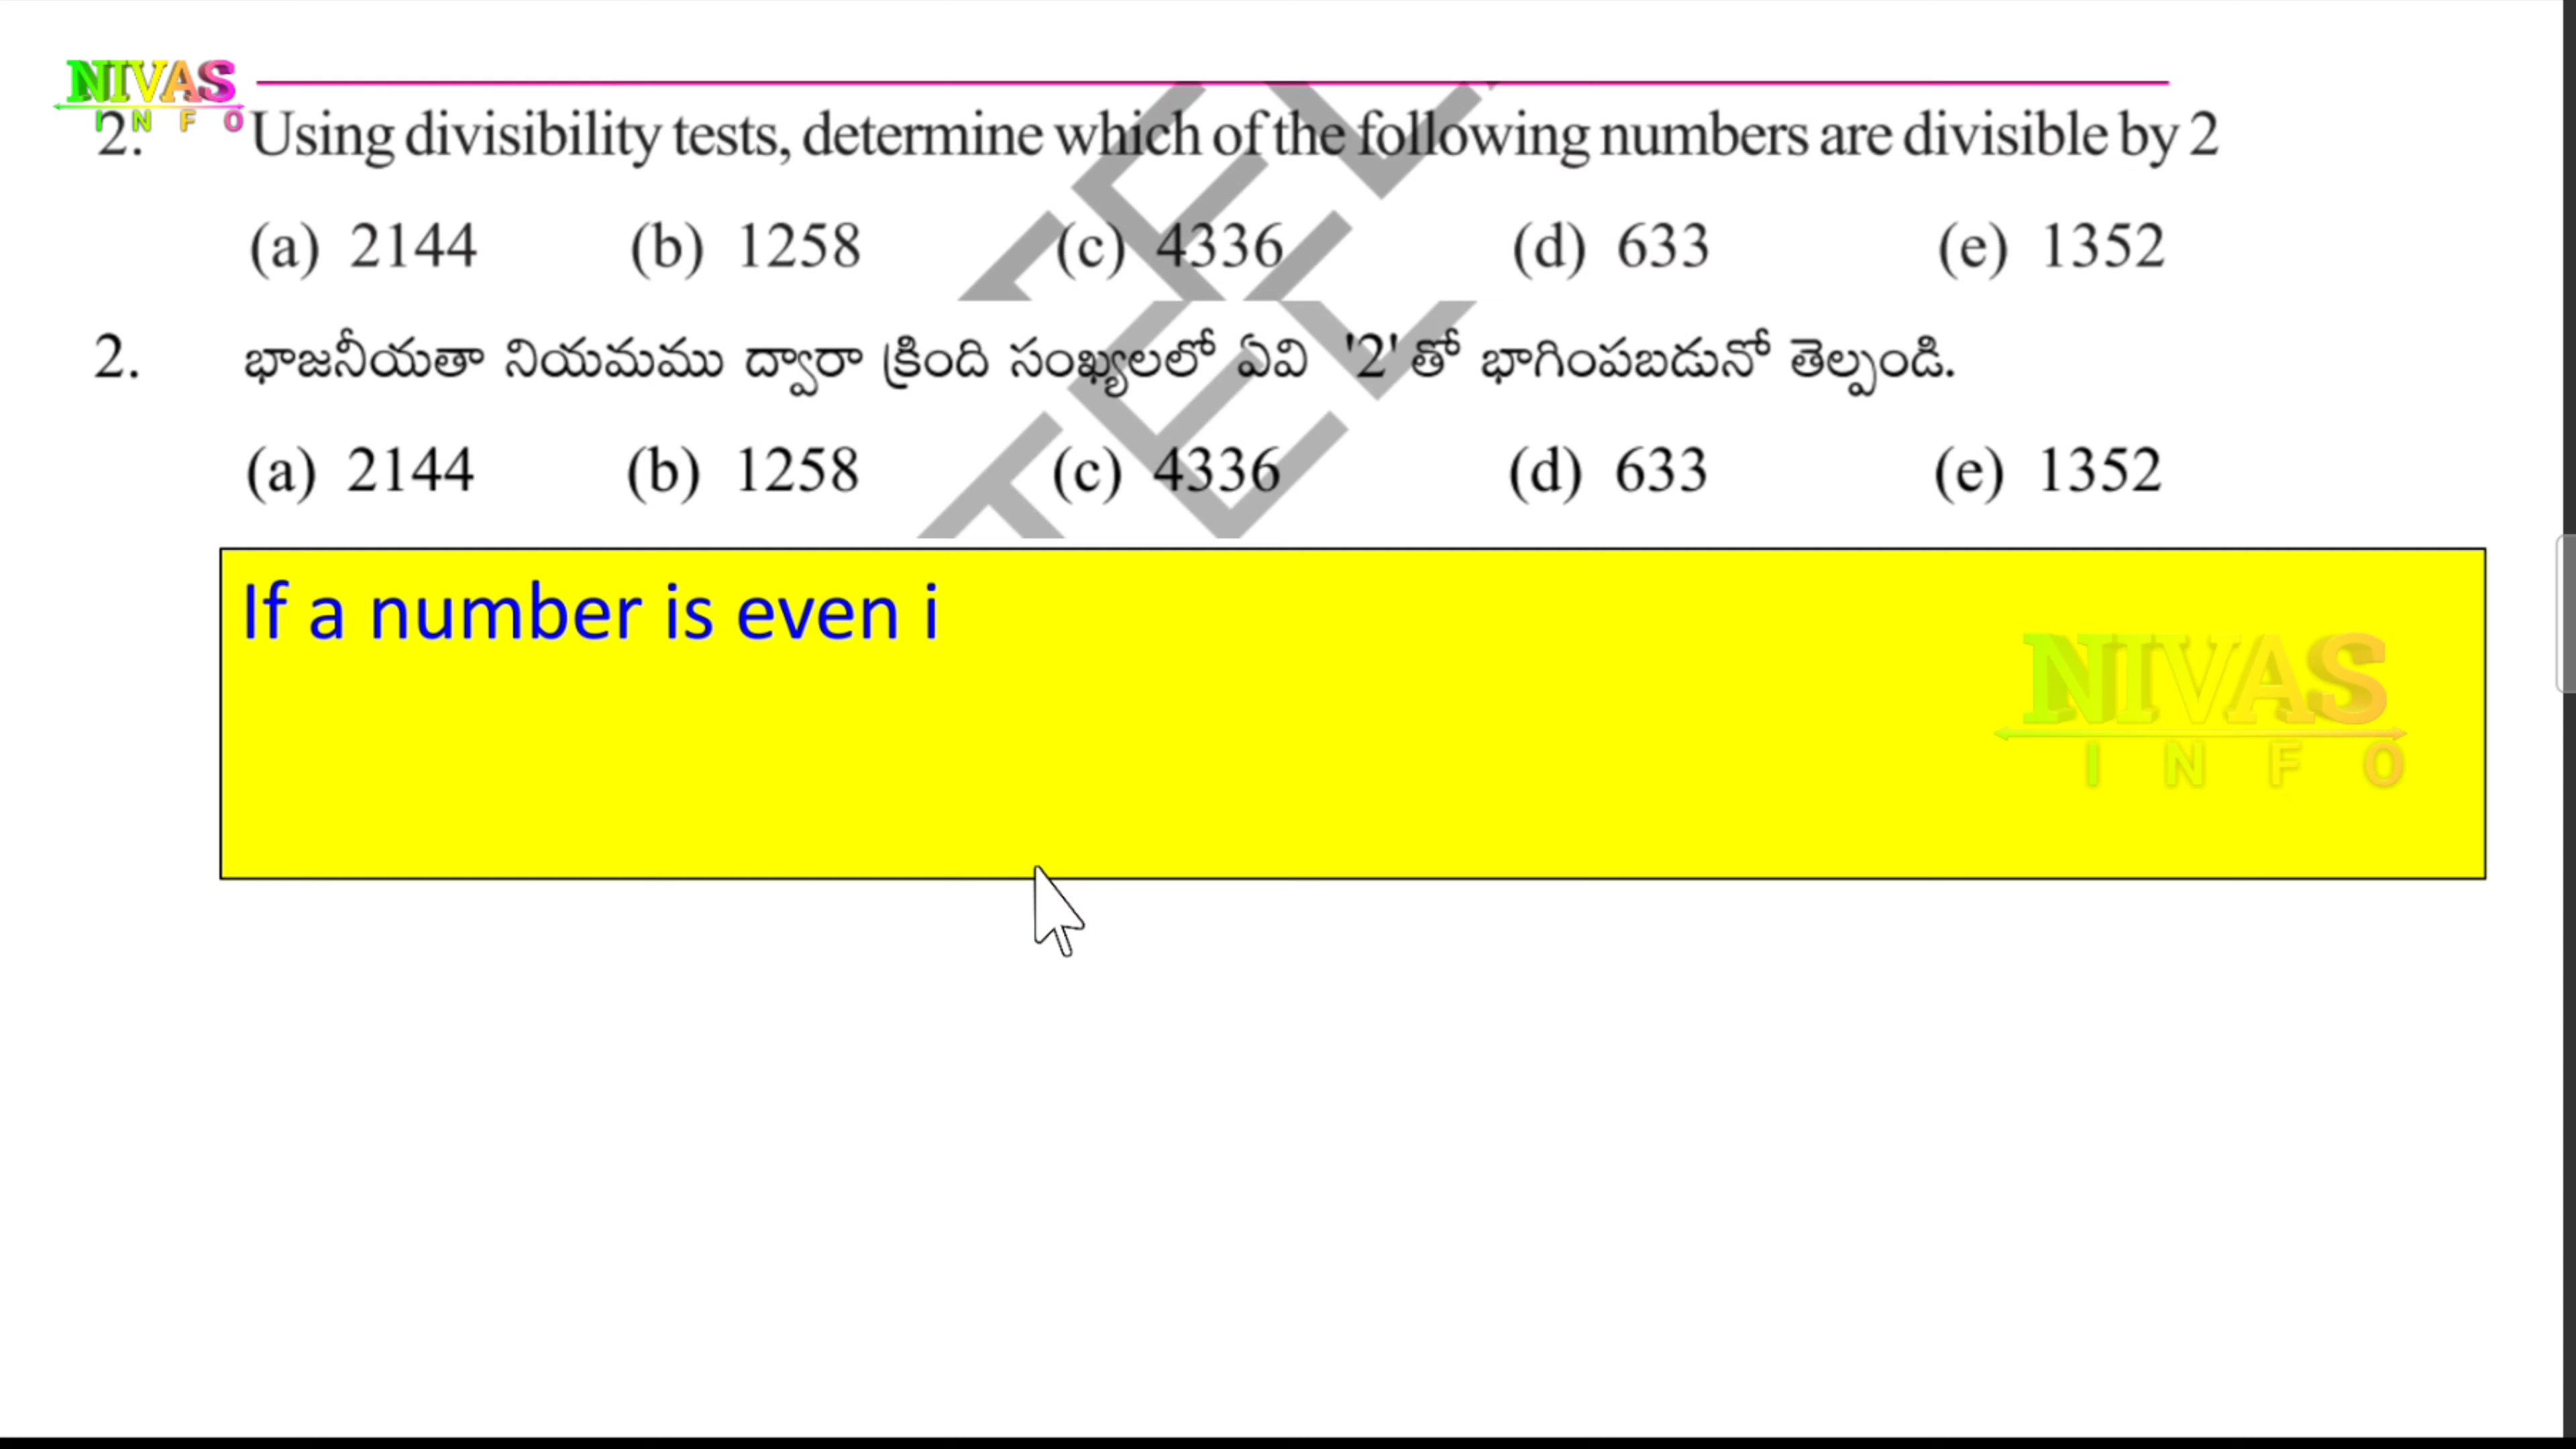 NIVAS
I N F O
2. Using divisibility tests, determine which of the following numbers are divisible by 2
(a) 2144 (b) 1258 (c) 4336 (d) 633 (e) 1352
2. భాజనీయతా నియమము ద్వారా క్రింది సంఖ్యలలో ఏవి '2' తో భాగింపబడునో తెల్పండి.
(a) 2144 (b) 1258 (c) 4336 (d) 633 (e) 1352
If a number is even i
NIVAS
I N F O